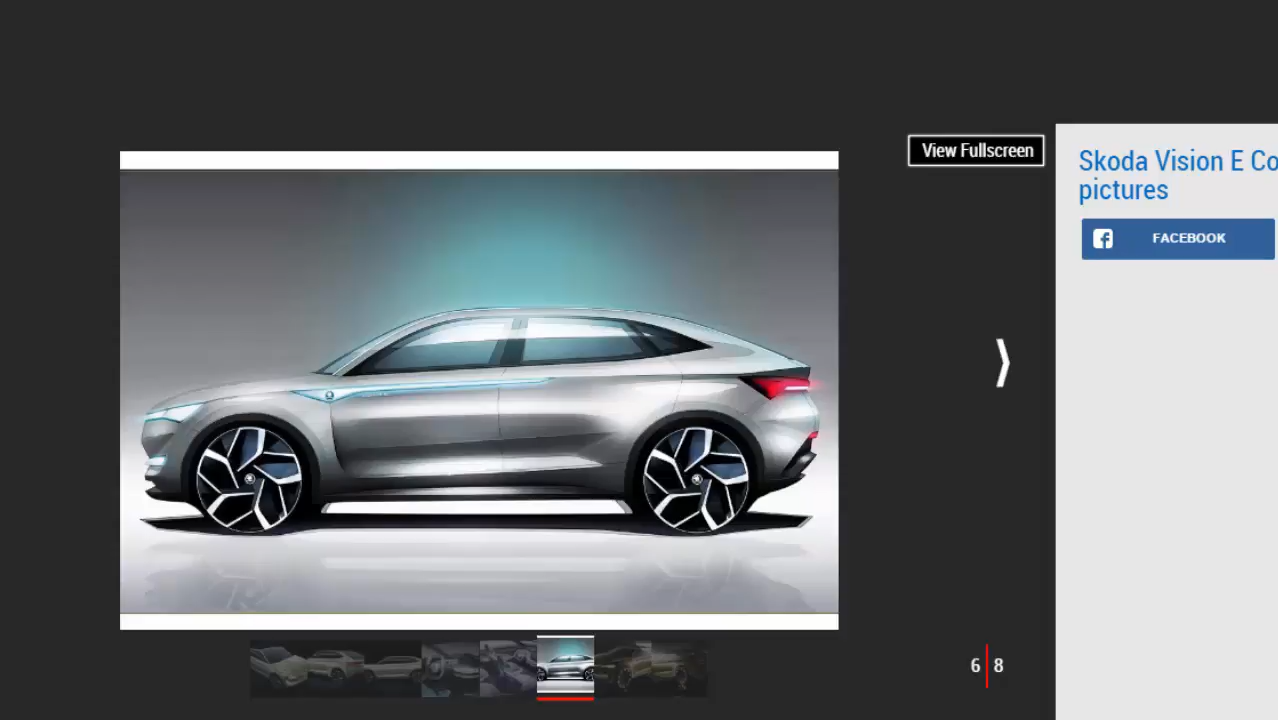 View Fullscreen
Skoda Vision E Co
pictures
FACEBOOK
6 8